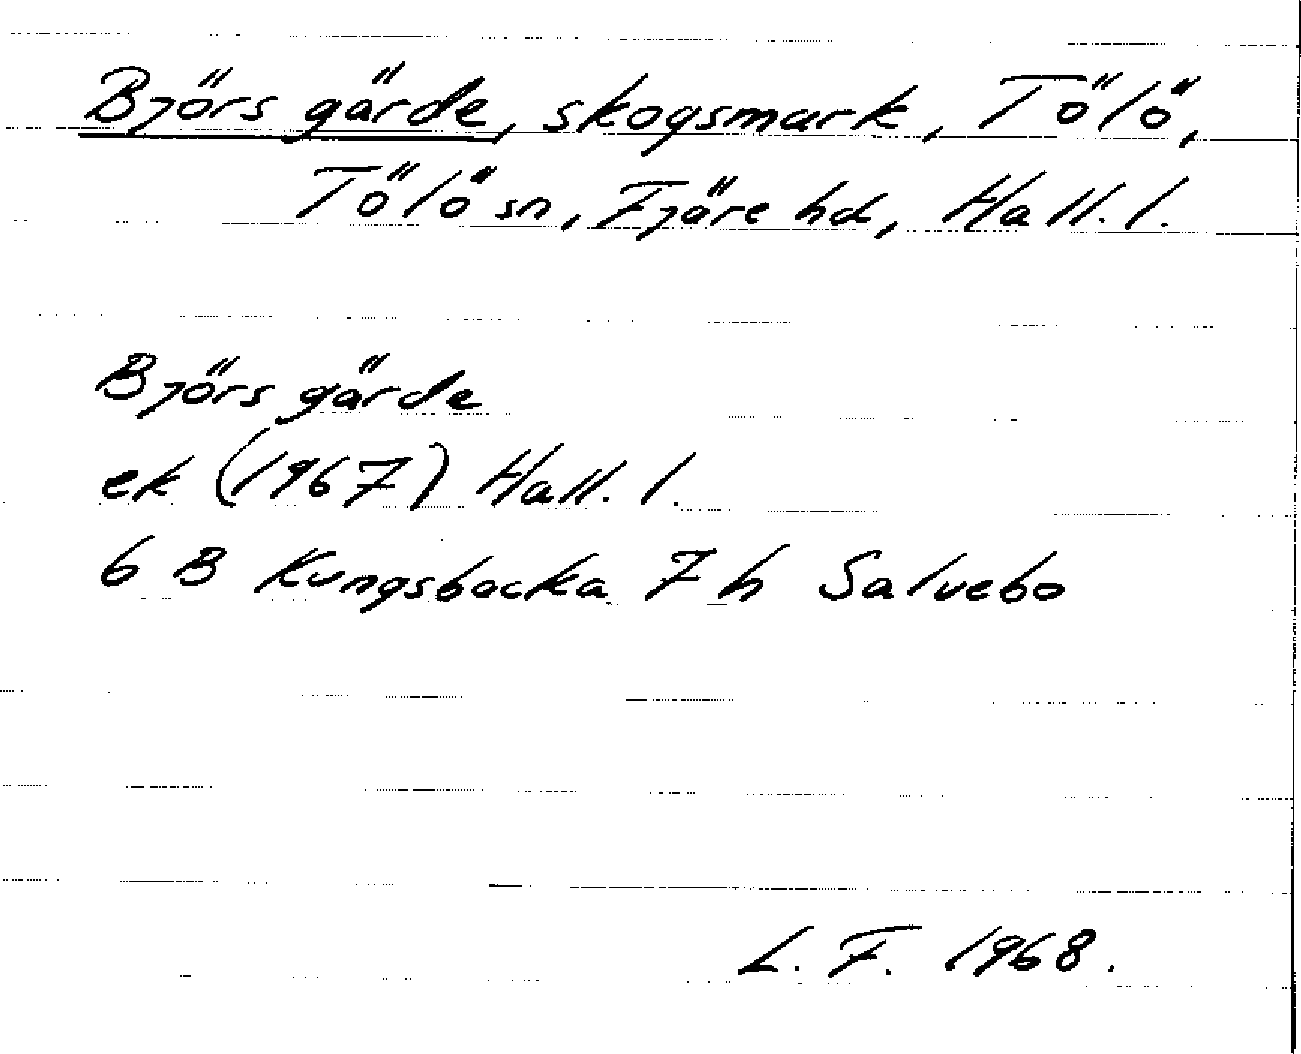 Björs gärde, skogsmark, Tölö,
Tölö sn, Fjäre hd, Hall. l.
Björs gärde
ek (1967) Hall. l.
6 B Kungsbacka 7 h Salvebo
L. F. 1968.